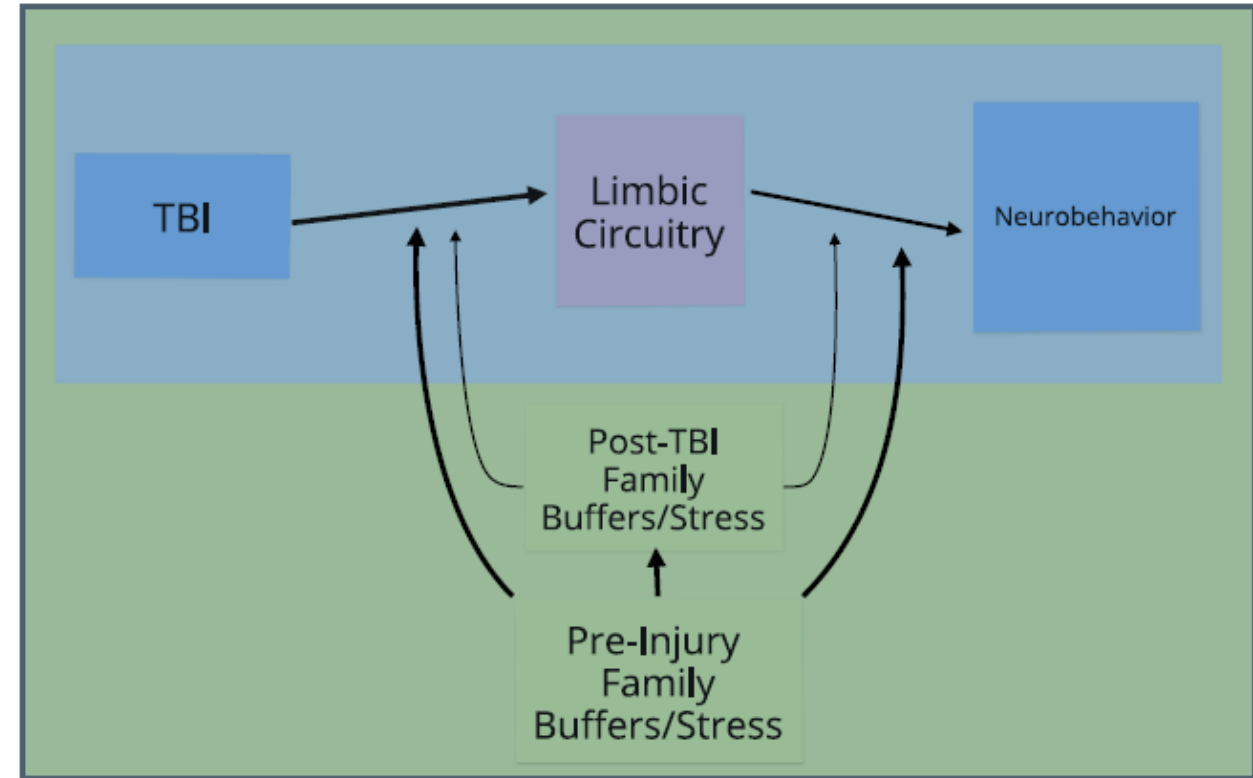 TBI
Limbic
Circuitry
Neurobehavior
Post-TBI
Family
Buffers/Stress
Pre-Injury
Family
Buffers/Stress